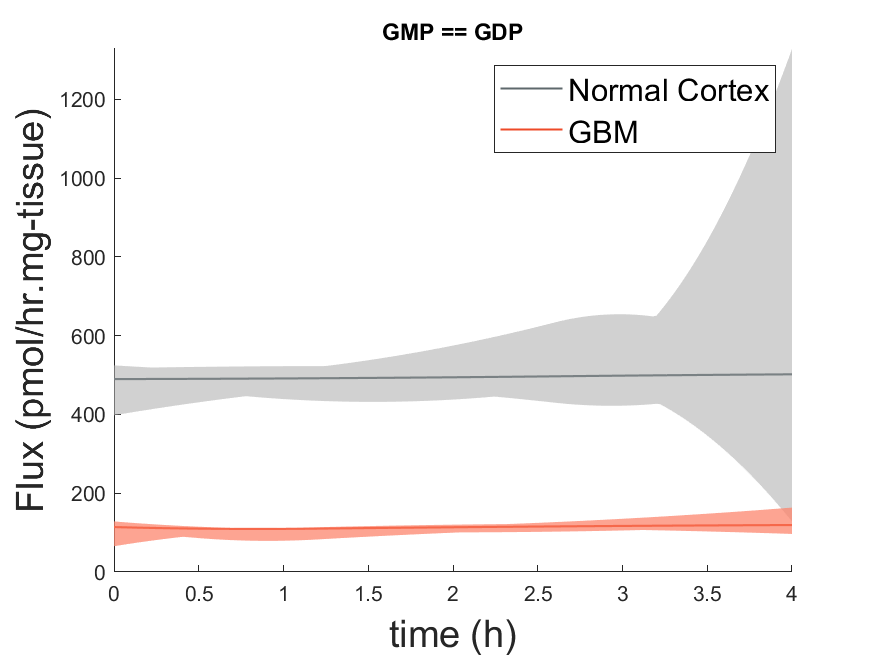 GMP == GDP
Flux (pmol/hr.mg-tissue)
1200
1000
800
600
400
200
0
Normal Cortex
GBM
0 0.5 1 1.5 2 2.5 3 3.5 4
time (h)